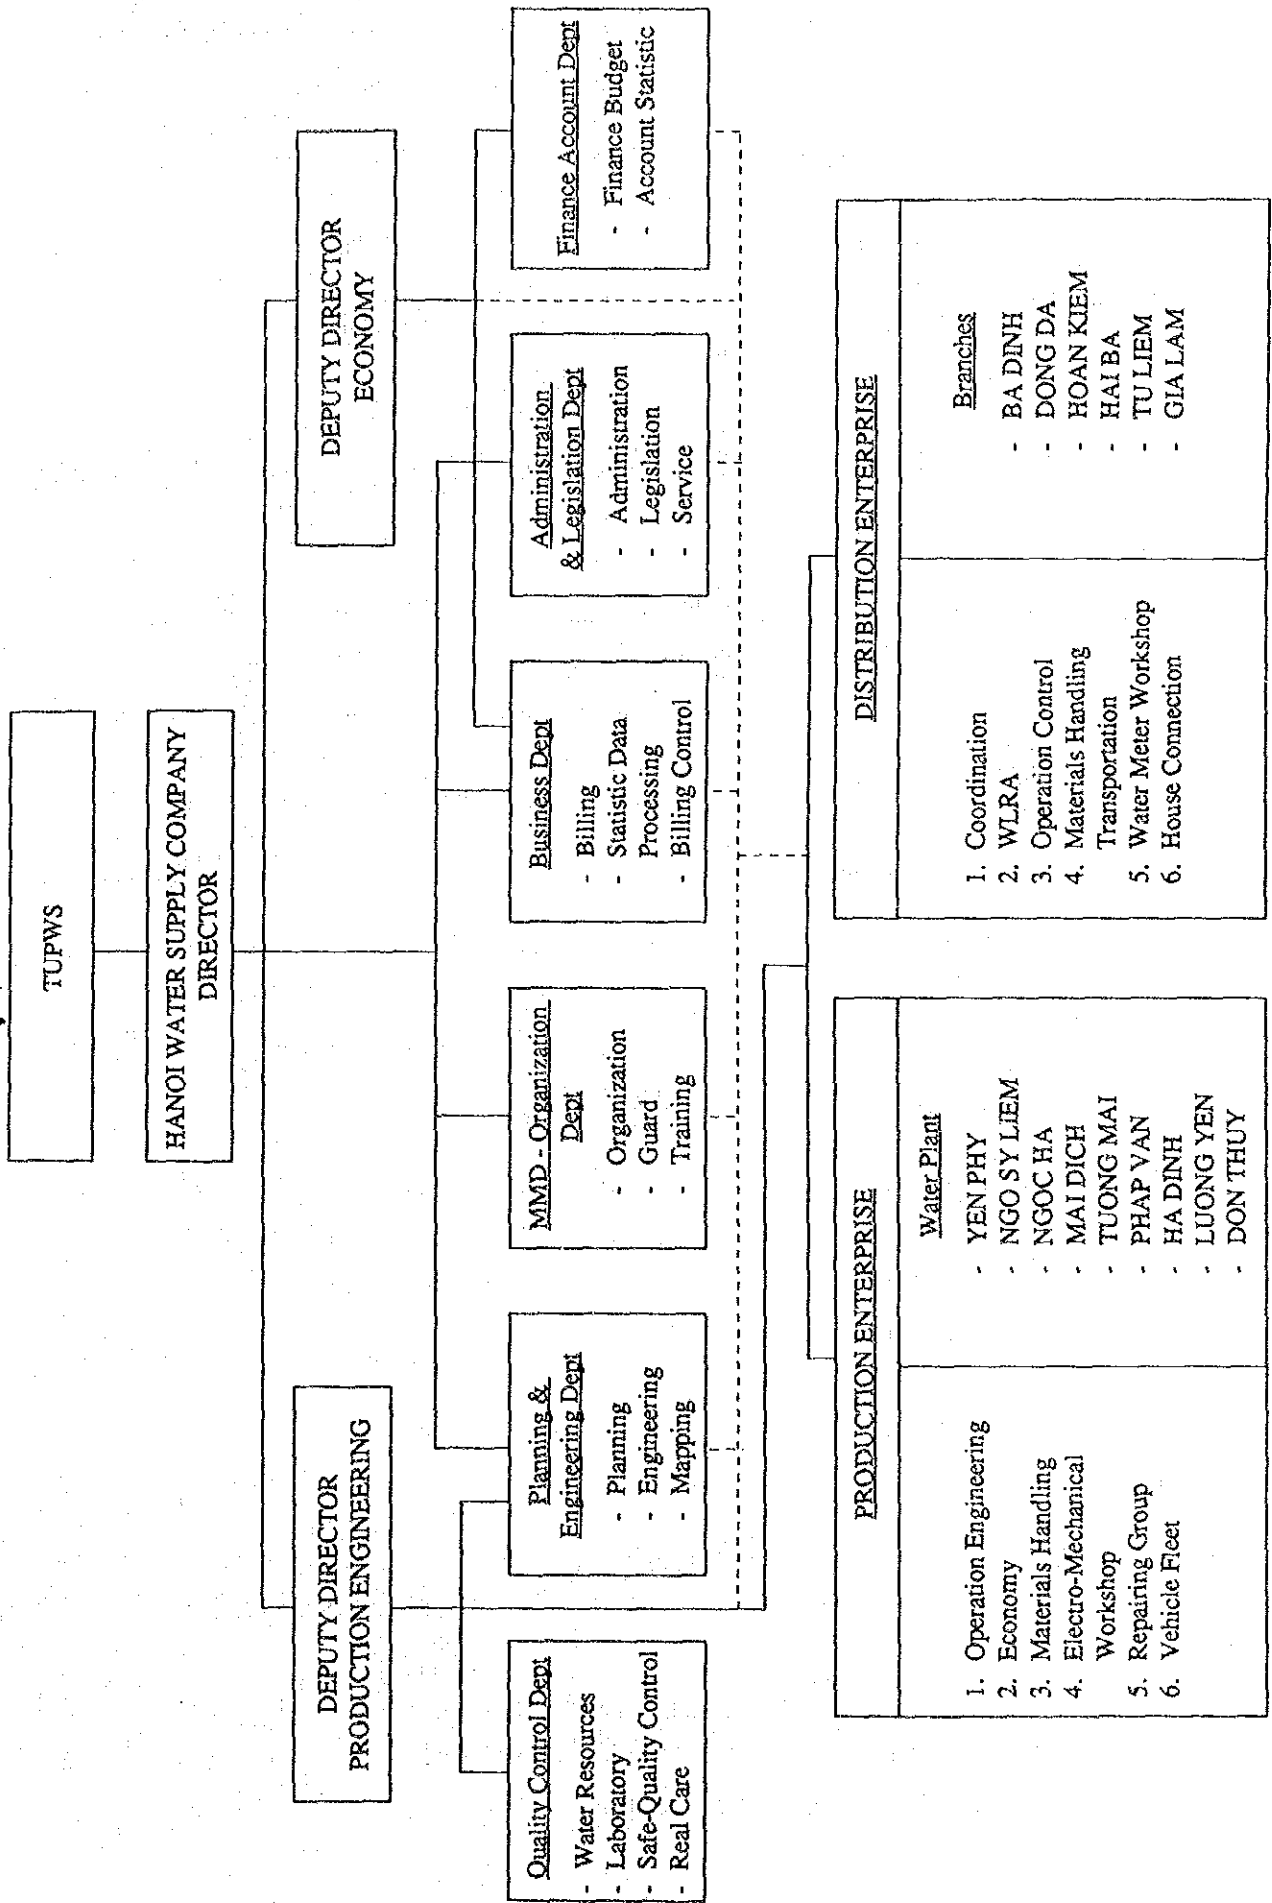 TUPWS
HANOI WATER SUPPLY COMPANY
DIRECTOR
DEPUTY DIRECTOR
PRODUCTION ENGINEERING
DEPUTY DIRECTOR
ECONOMY
Quality Control Dept
- Water Resources
- Laboratory
- Safe-Quality Control
- Real Care
Planning &
Engineering Dept
- Planning
- Engineering
- Mapping
MMD - Organization
Dept
- Organization
- Guard
- Training
Business Dept
- Billing
- Statistic Data
Processing
- Billing Control
Administration
& Legislation Dept
- Administration
- Legislation
- Service
Finance Account Dept
- Finance Budget
- Account Statistic
PRODUCTION ENTERPRISE
1. Operation Engineering
2. Economy
3. Materials Handling
4. Electro-Mechanical
Workshop
5. Repairing Group
6. Vehicle Fleet
Water Plant
- YEN PHY
- NGO SY LIEM
- NGOC HA
- MAI DICH
- TUONG MAI
- PHAP VAN
- HA DINH
- LUONG YEN
- DON THUY
DISTRIBUTION ENTERPRISE
1. Coordination
2. WLRA
3. Operation Control
4. Materials Handling
Transportation
5. Water Meter Workshop
6. House Connection
Branches
- BA DINH
- DONG DA
- HOAN KIEM
- HAI BA
- TU LIEM
- GIA LAM